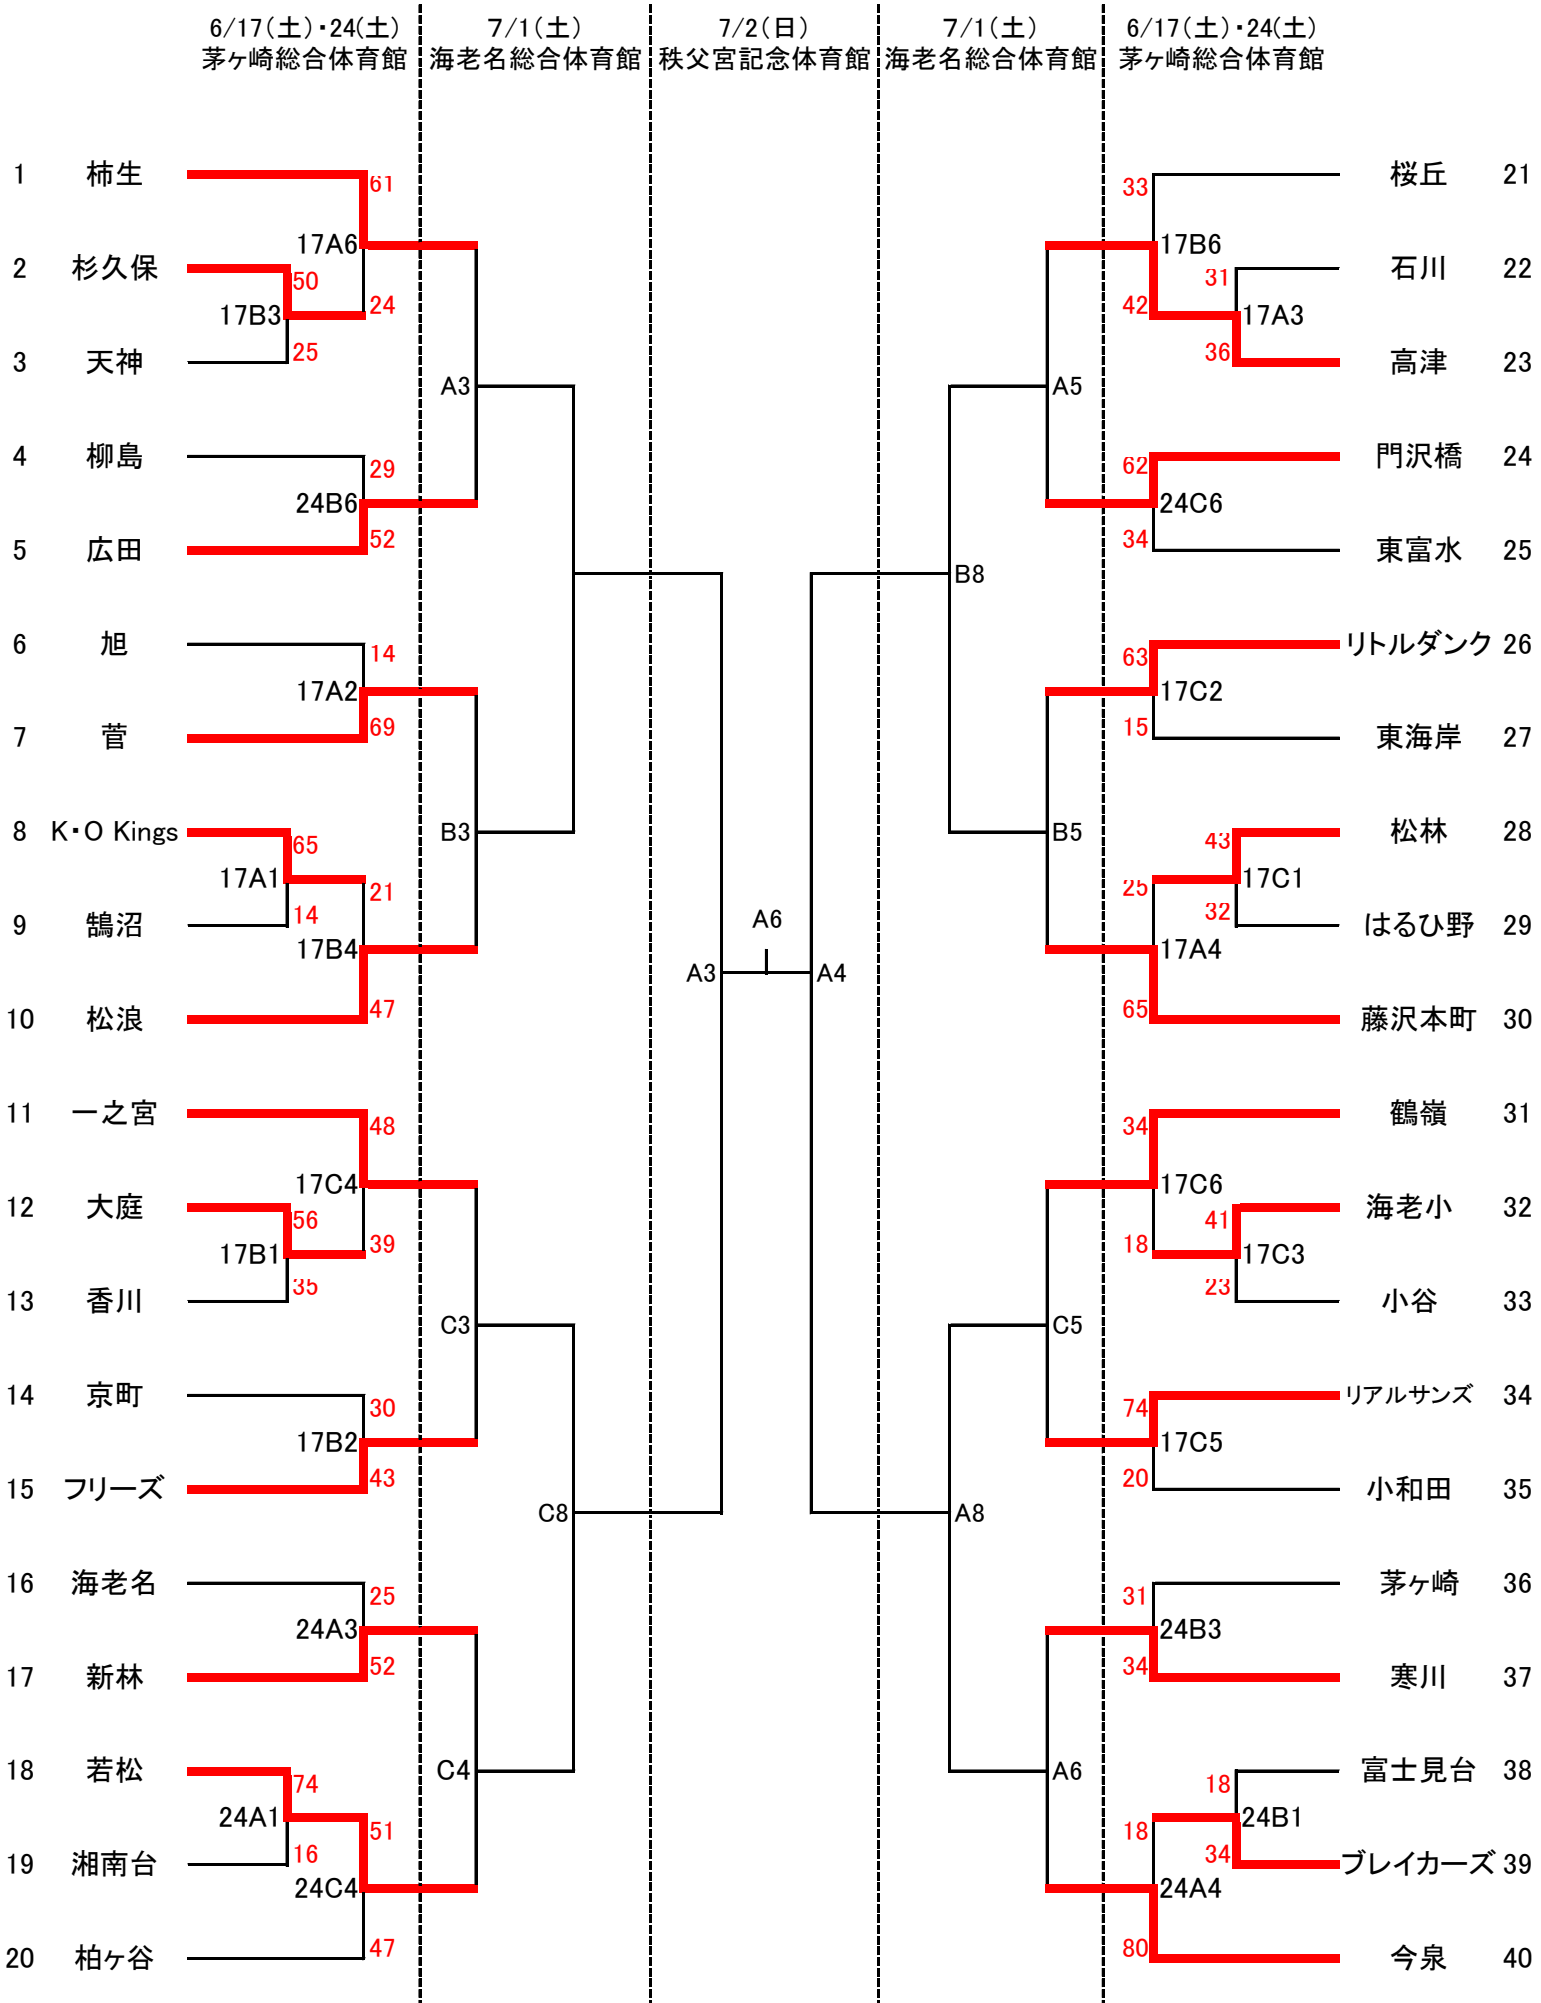 6/17(土)・24(土)
茅ヶ崎総合体育館
7/1(土)
海老名総合体育館
7/2(日)
秩父宮記念体育館
7/1(土)
海老名総合体育館
6/17(土)・24(土)
茅ヶ崎総合体育館
1 柿生 61
17A6
2 杉久保 50 24
17B3
3 天神 25
A3
4 柳島 29
24B6
5 広田 52
6 旭 14
17A2
7 菅 69
8 K・O Kings 65
B3
17A1 21
9 鵠沼 14
17B4
10 松浪 47
11 一之宮 48
17C4
12 大庭 56 39
17B1
13 香川 35
C3
14 京町 30
17B2
15 フリーズ 43
C8
16 海老名 25
24A3
17 新林 52
18 若松 74
C4
24A1 51
19 湘南台 16
24C4
20 柏ヶ谷 47
A6
A3 A4
33 桜丘 21
17B6
31 石川 22
42 17A3
36 高津 23
A5
62 門沢橋 24
24C6
34 東富水 25
B8
63 リトルダンク 26
17C2
15 東海岸 27
B5
43 松林 28
25 17C1
32 はるひ野 29
17A4
65 藤沢本町 30
34 鶴嶺 31
17C6
41 海老小 32
18 17C3
23 小谷 33
C5
74 リアルサンズ 34
17C5
20 小和田 35
A8
31 茅ヶ崎 36
24B3
34 寒川 37
A6
18 富士見台 38
18 24B1
34 ブレイカーズ 39
24A4
80 今泉 40